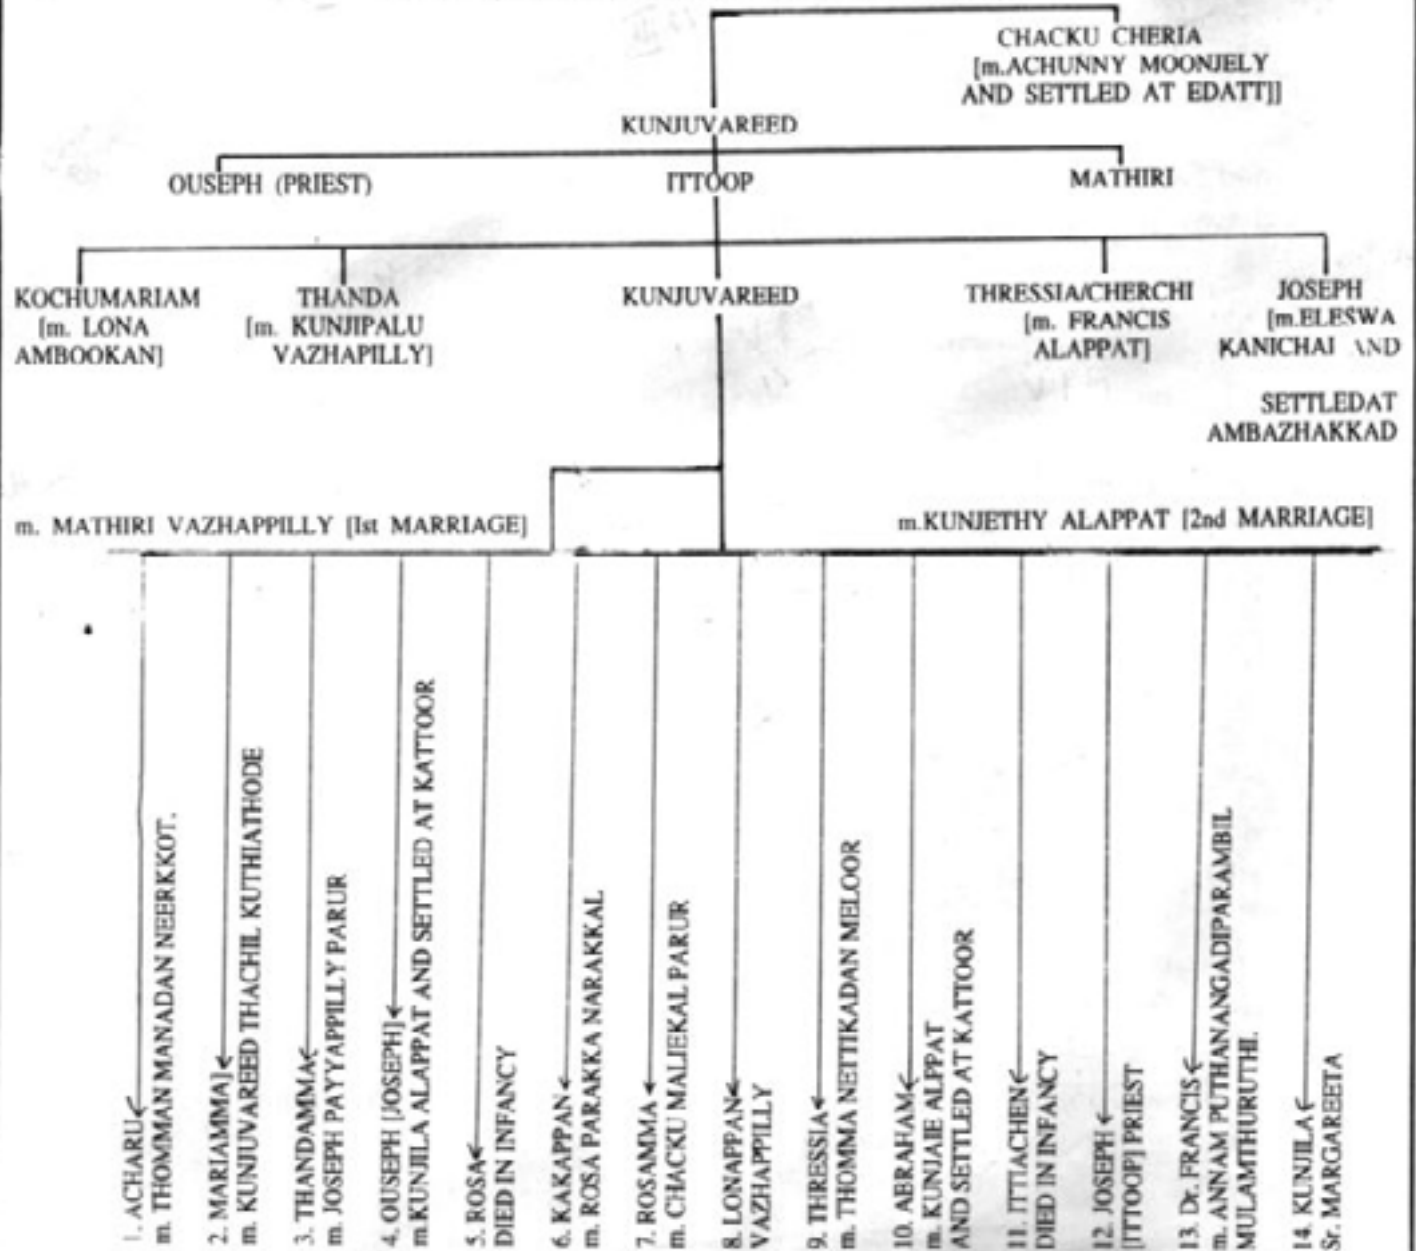 CHACKU CHERIA
[m.ACHUNNY MOONJELY
AND SETTLED AT EDATT]]
KUNJUVAREED
OUSEPH (PRIEST)
ITTOOP
MATHIRI
KOCHUMARIAM
[m. LONA
AMBOOKAN]
THANDA
[m. KUNJIPALU
VAZHAPILLY]
KUNJUVAREED
THRESSIA/CHERCHI
[m. FRANCIS
ALAPPAT]
JOSEPH
[m.ELESWA
KANICHAI AND
SETTLEDAT
AMBAZHAKKAD
m. MATHIRI VAZHAPPILLY [Ist MARRIAGE]
m.KUNJETHY ALAPPAT [2nd MARRIAGE]
1. ACHARU
m. THOMMAN MANADAN NEERKKOT.
2. MARIAMMA]
m. KUNJUVAREED THACHIL KUTHIATHODE
3. THANDAMMA
m. JOSEPH PAYYAPPILLY PARUR
4. OUSEPH [JOSEPH]
m.KUNJILA ALAPPAT AND SETTLED AT KATTOOR
5. ROSA
DIED IN INFANCY
6. KAKAPPAN
m. ROSA PARAKKA NARAKKAL
7. ROSAMMA
m. CHACKU MALIEKAL PARUR
8. LONAPPAN
VAZHAPPILLY
9. THRESSIA
m. THOMMA NETTIKADAN MELOOR
10. ABRAHAM
m. KUNJAIE ALPPAT
AND SETTLED AT KATTOOR
11. ITTIACHEN
DIED IN INFANCY
12. JOSEPH
[ITTOOP] PRIEST
13. Dr. FRANCIS
m. ANNAM PUTHANANGADIPARAMBIL
MULAMTHURUTHI.
14. KUNJILA
Sr. MARGAREETA